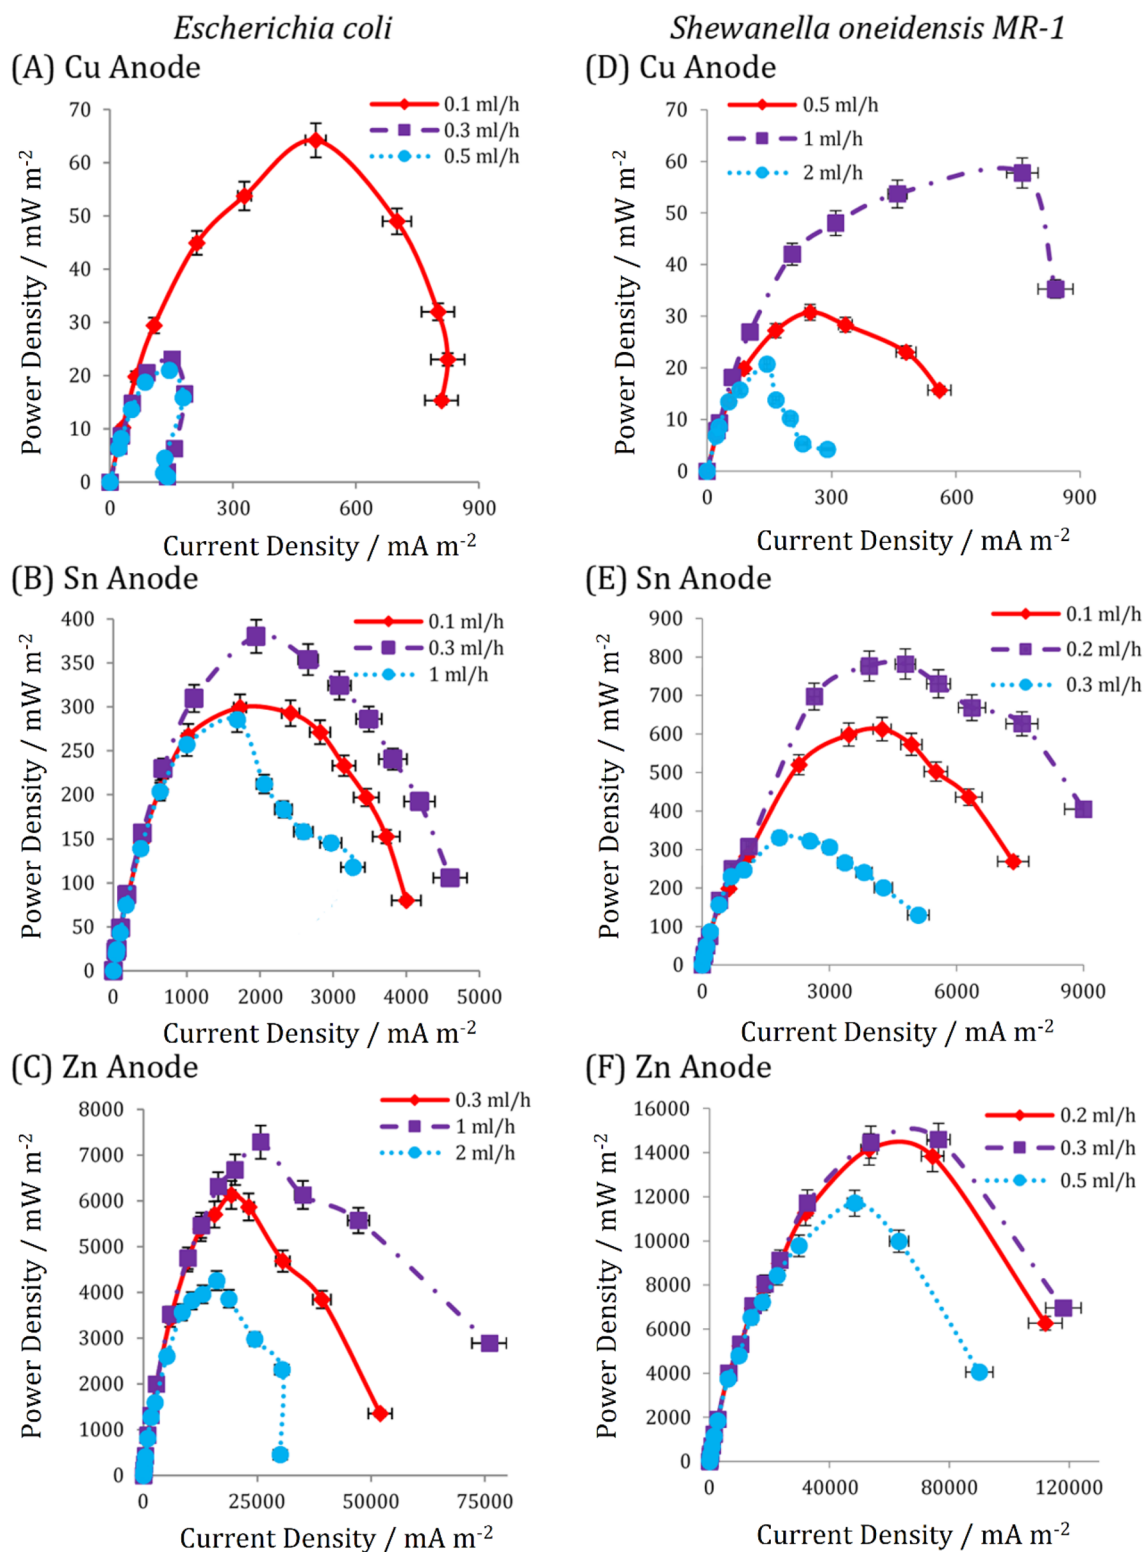 Escherichia coli
Shewanella oneidensis MR-1
(A) Cu Anode
70
60
50
40
30
20
10
0
Power Density / mW m-2
0.1 ml/h
0.3 ml/h
0.5 ml/h
0 300 600 900
Current Density / mA m-2
(D) Cu Anode
70
60
50
40
30
20
10
0
Power Density / mW m-2
0.5 ml/h
1 ml/h
2 ml/h
0 300 600 900
Current Density / mA m-2
(B) Sn Anode
400
350
300
250
200
150
100
50
0
Power Density / mW m-2
0.1 ml/h
0.3 ml/h
1 ml/h
0 1000 2000 3000 4000 5000
Current Density / mA m-2
(E) Sn Anode
900
800
700
600
500
400
300
200
100
0
Power Density / mW m-2
0.1 ml/h
0.2 ml/h
0.3 ml/h
0 3000 6000 9000
Current Density / mA m-2
(C) Zn Anode
8000
7000
6000
5000
4000
3000
2000
1000
0
Power Density / mW m-2
0.3 ml/h
1 ml/h
2 ml/h
0 25000 50000 75000
Current Density / mA m-2
(F) Zn Anode
16000
14000
12000
10000
8000
6000
4000
2000
0
Power Density / mW m-2
0.2 ml/h
0.3 ml/h
0.5 ml/h
0 40000 80000 120000
Current Density / mA m-2